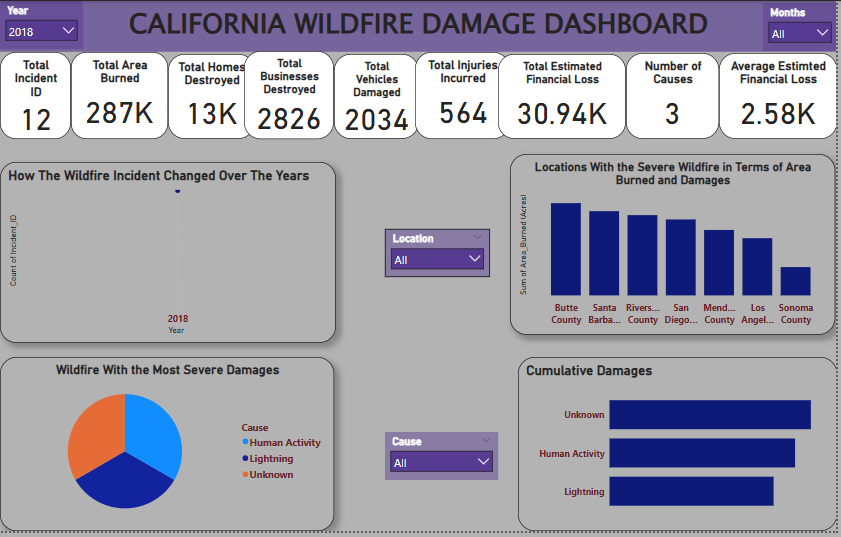 Year
2018
CALIFORNIA WILDFIRE DAMAGE DASHBOARD
Months
All
Total
Incident
ID
12
Total Area
Burned
287K
Total Homes
Destroyed
13K
Total
Businesses
Destroyed
2826
Total
Vehicles
Damaged
2034
Total Injuries
Incurred
564
Total Estimated
Financial Loss
30.94K
Number of
Causes
3
Average Estimted
Financial Loss
2.58K
How The Wildfire Incident Changed Over The Years
Count of Incident_ID
2018
Year
Location
All
Locations With the Severe Wildfire in Terms of Area
Burned and Damages
Sum of Area_Burned (Acres)
Butte
County
Santa
Barba...
Rivers...
County
San
Diego...
Mend...
County
Los
Angel...
Sonoma
County
Wildfire With the Most Severe Damages
Cause
Human Activity
Lightning
Unknown
Cause
All
Cumulative Damages
Unknown
Human Activity
Lightning